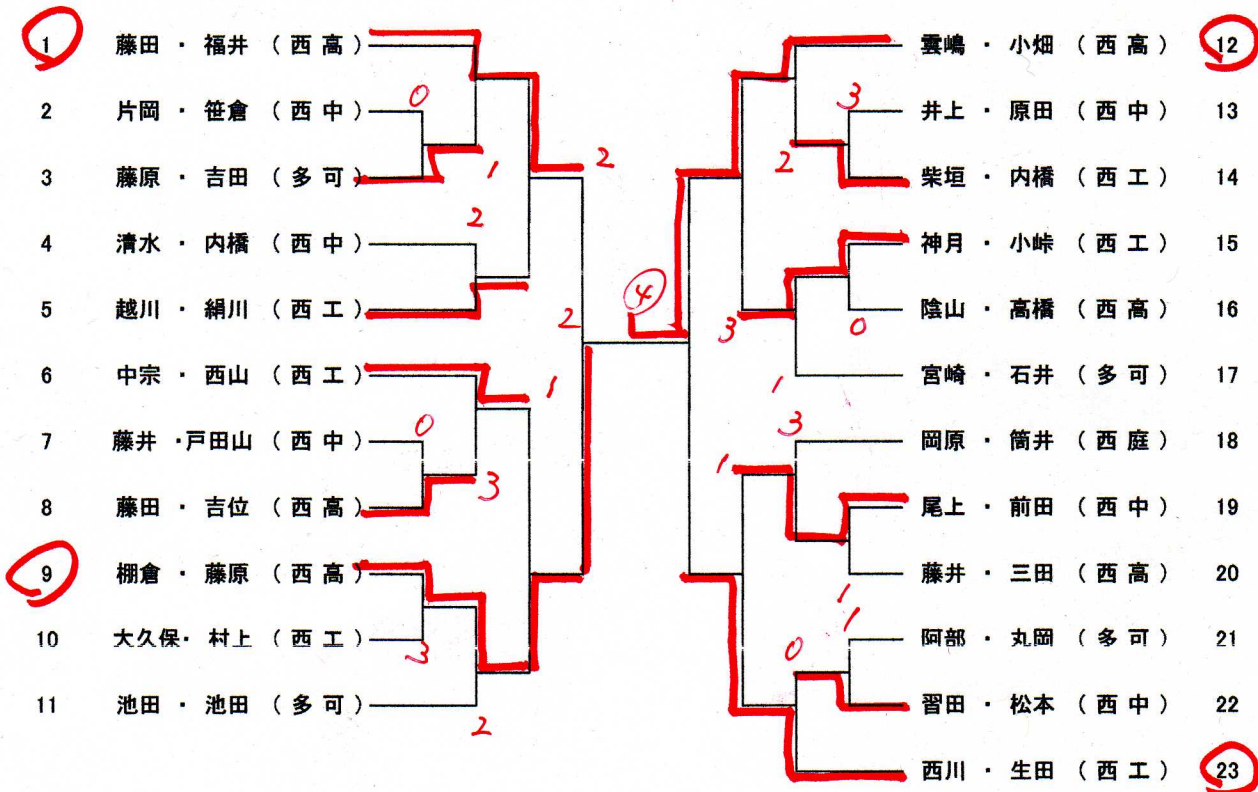 1 藤田 ・ 福井 （ 西 高 ）
2 片岡 ・ 笹倉 （ 西 中 ）
0
3 藤原 ・ 吉田 （ 多 可 ）
1
2
4 清水 ・ 内橋 （ 西 中 ）
2
5 越川 ・ 絹川 （ 西 工 ）
2
6 中宗 ・ 西山 （ 西 工 ）
1
7 藤井 ・戸田山 （ 西 中 ）
0
8 藤田 ・ 吉位 （ 西 高 ）
3
9 棚倉 ・ 藤原 （ 西 高 ）
10 大久保・ 村上 （ 西 工 ）
3
11 池田 ・ 池田 （ 多 可 ）
2
4
雲嶋 ・ 小畑 （ 西 高 ） 12
3
井上 ・ 原田 （ 西 中 ） 13
2
柴垣 ・ 内橋 （ 西 工 ） 14
神月 ・ 小峠 （ 西 工 ） 15
3
0
陰山 ・ 高橋 （ 西 高 ） 16
1
宮崎 ・ 石井 （ 多 可 ） 17
3
岡原 ・ 筒井 （ 西 庭 ） 18
1
尾上 ・ 前田 （ 西 中 ） 19
藤井 ・ 三田 （ 西 高 ） 20
1
1
阿部 ・ 丸岡 （ 多 可 ） 21
0
習田 ・ 松本 （ 西 中 ） 22
西川 ・ 生田 （ 西 工 ） 23